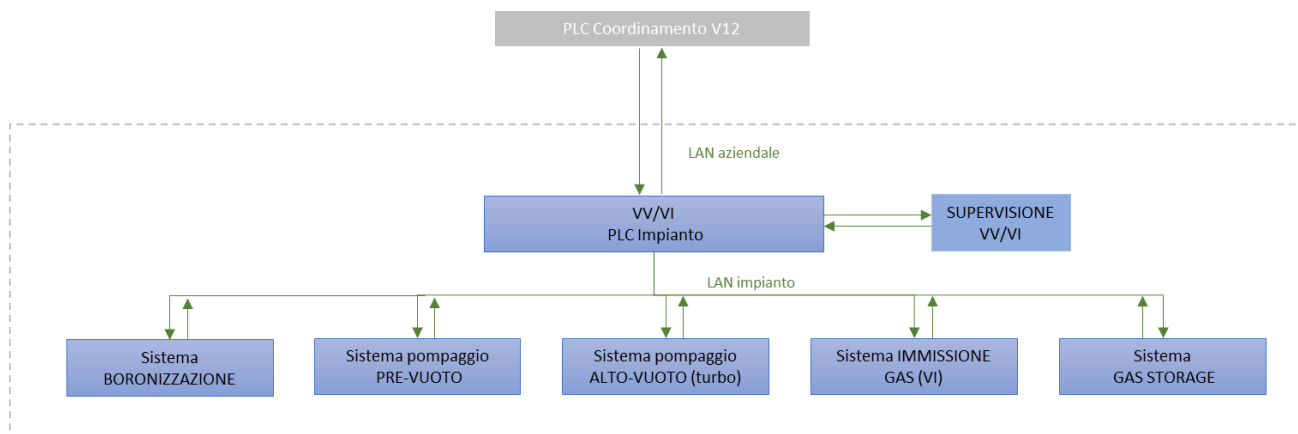 PLC Coordinamento V12
LAN aziendale
VV/VI
PLC Impianto
SUPERVISIONE
VV/VI
LAN impianto
Sistema
BORONIZZAZIONE
Sistema pompaggio
PRE-VUOTO
Sistema pompaggio
ALTO-VUOTO (turbo)
Sistema IMMISSIONE
GAS (VI)
Sistema
GAS STORAGE